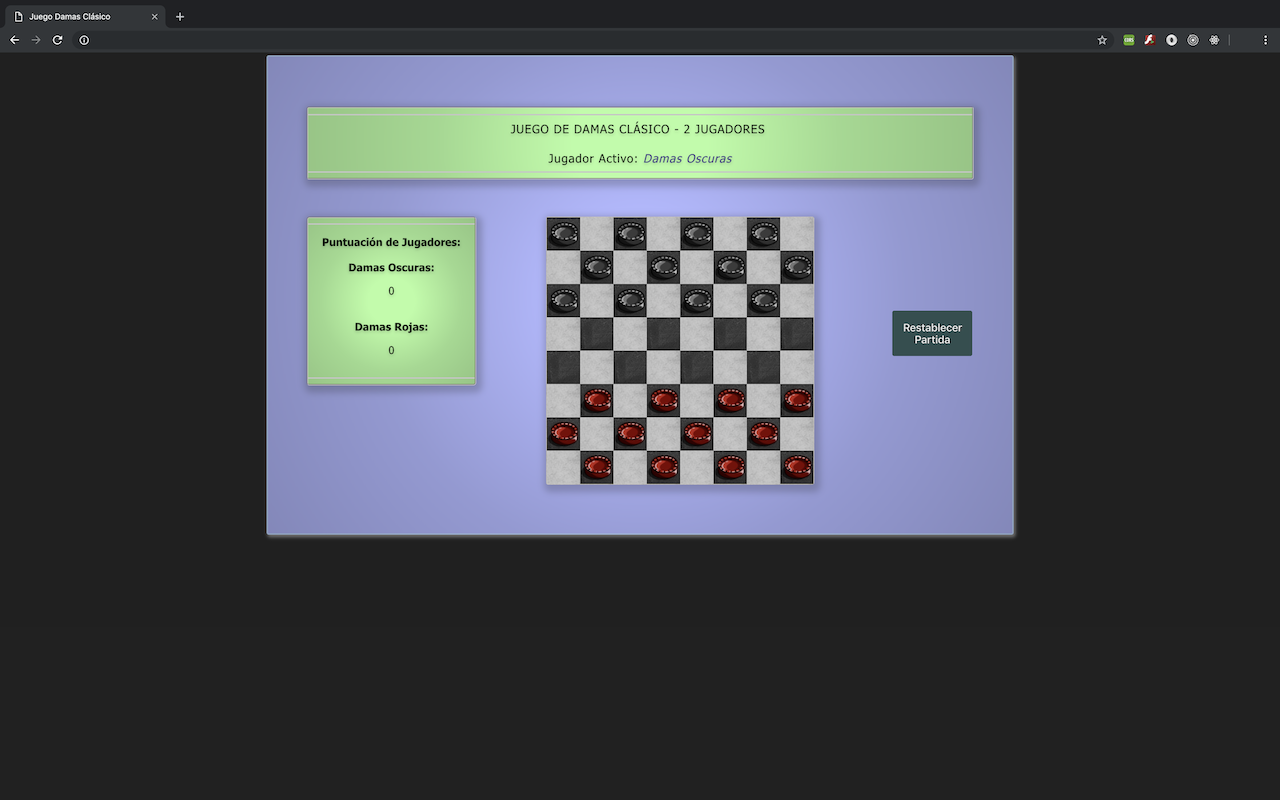 Juego Damas Clásico
JUEGO DE DAMAS CLÁSICO - 2 JUGADORES
Jugador Activo: Damas Oscuras
Puntuación de Jugadores:
Damas Oscuras:
0
Damas Rojas:
0
Restablecer
Partida